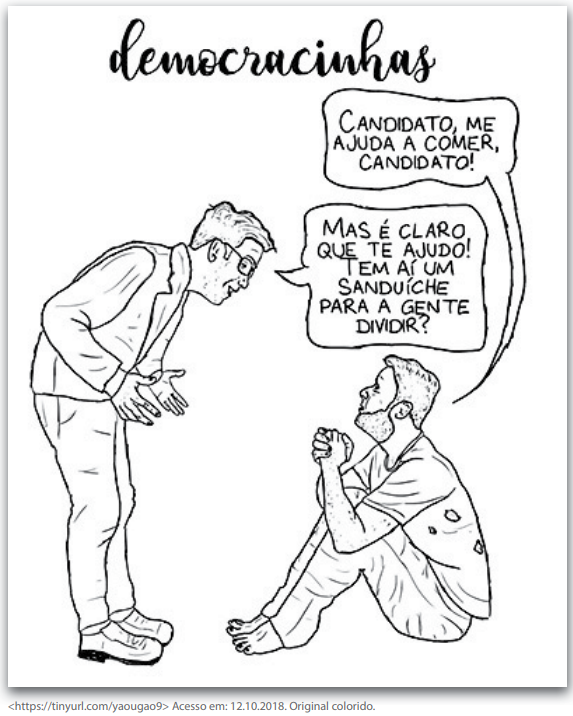 democracinhas
CANDIDATO, ME
AJUDA A COMER,
CANDIDATO!
MAS É CLARO
QUE TE AJUDO!
TEM AÍ UM
SANDUÍCHE
PARA A GENTE
DIVIDIR?
<https://tinyurl.com/yaougao9> Acesso em: 12.10.2018. Original colorido.